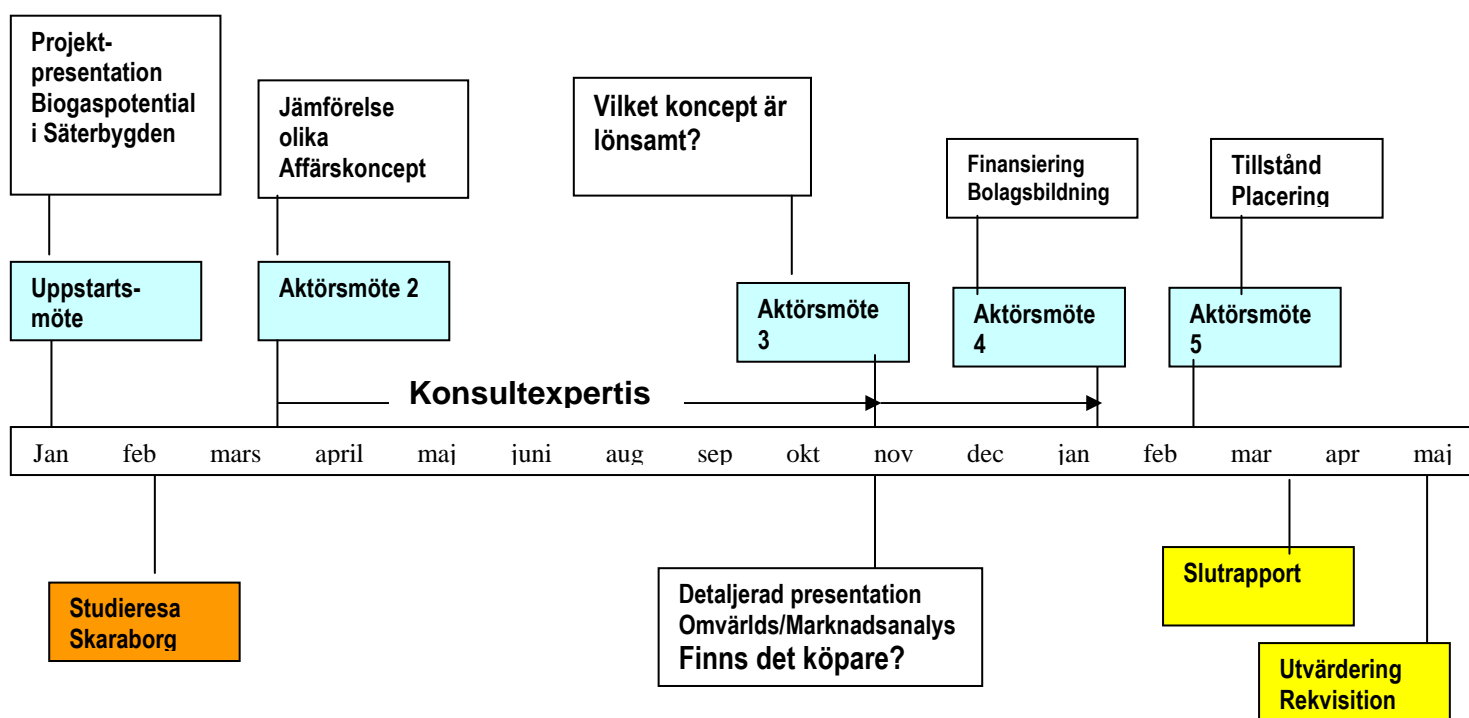 Projekt-
presentation
Biogaspotential
i Säterbygden
Jämförelse
olika
Affärskoncept
Vilket koncept är
lönsamt?
Finansiering
Bolagsbildning
Tillstånd
Placering
Uppstarts-
möte
Aktörsmöte 2
Aktörsmöte
3
Aktörsmöte
4
Aktörsmöte
5
Konsultexpertis
Jan feb mars april maj juni aug sep okt nov dec jan feb mar apr maj
Studieresa
Skaraborg
Detaljerad presentation
Omvärlds/Marknadsanalys
Finns det köpare?
Slutrapport
Utvärdering
Rekvisition